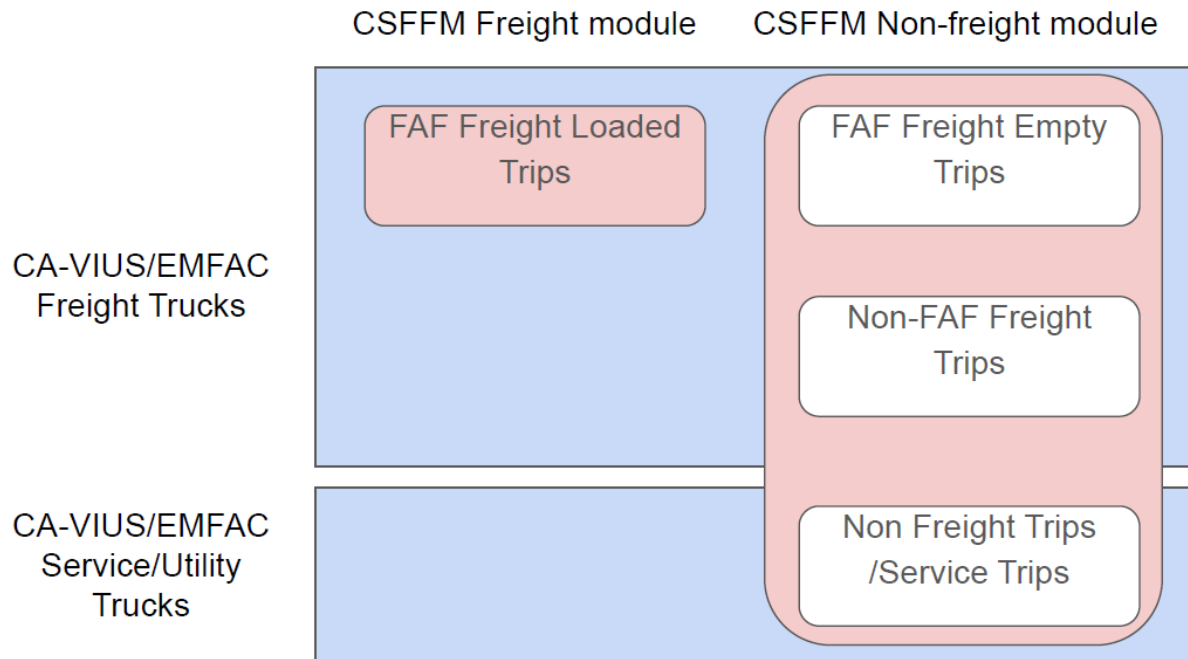 CSFFM Freight module
CSFFM Non-freight module
FAF Freight Loaded
Trips
FAF Freight Empty
Trips
CA-VIUS/EMFAC
Freight Trucks
Non-FAF Freight
Trips
CA-VIUS/EMFAC
Service/Utility
Trucks
Non Freight Trips
/Service Trips